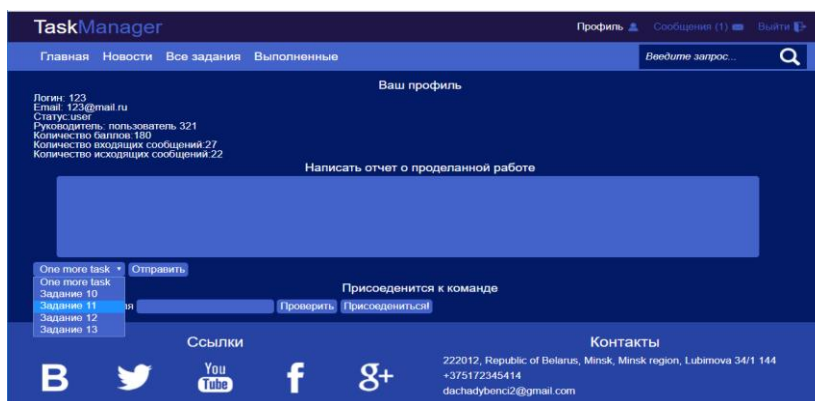 TaskManager
Профиль Сообщения (1) Выйти
Главная Новости Все задания Выполненные
Введите запрос...
Ваш профиль
Логин: 123
Email: 123@mail.ru
Статус:user
Руководитель: пользователь 321
Количество баллов:180
Количество входящих сообщений:27
Количество исходящих сообщений:22
Написать отчет о проделанной работе
One more task Отправить
One more task
Задание 10
Задание 11
Задание 12
Задание 13
Присоеденится к команде
Проверить Присоедениться!
Ссылки
B You Tube f g+
Контакты
222012, Republic of Belarus, Minsk, Minsk region, Lubimova 34/1 144
+375172345414
dachadybenci2@gmail.com